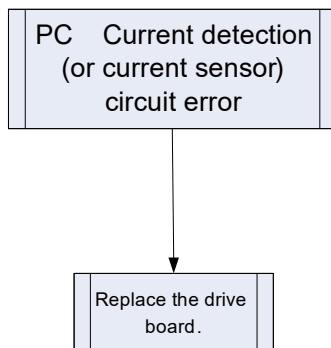 PC Current detection
(or current sensor)
circuit error
Replace the drive
board.